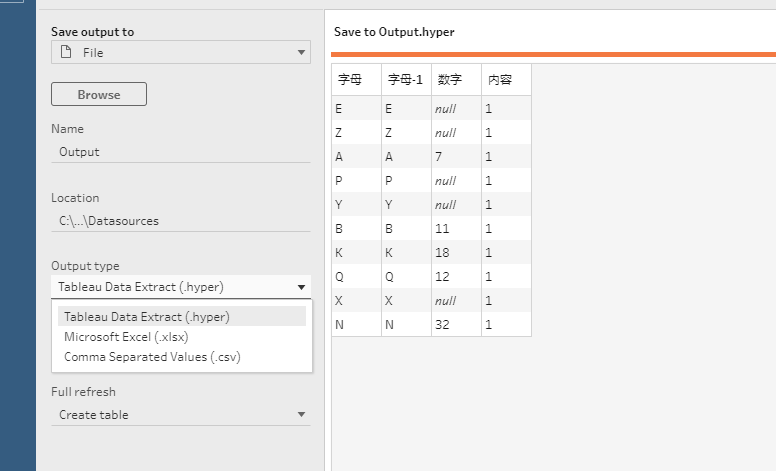 Save output to
File
Browse
Name
Output
Location
C:\...\Datasources
Output type
Tableau Data Extract (.hyper)
Tableau Data Extract (.hyper)
Microsoft Excel (.xlsx)
Comma Separated Values (.csv)
Full refresh
Create table
Save to Output.hyper
字母 字母-1 数字 内容
E E null 1
Z Z null 1
A A 7 1
P P null 1
Y Y null 1
B B 11 1
K K 18 1
Q Q 12 1
X X null 1
N N 32 1